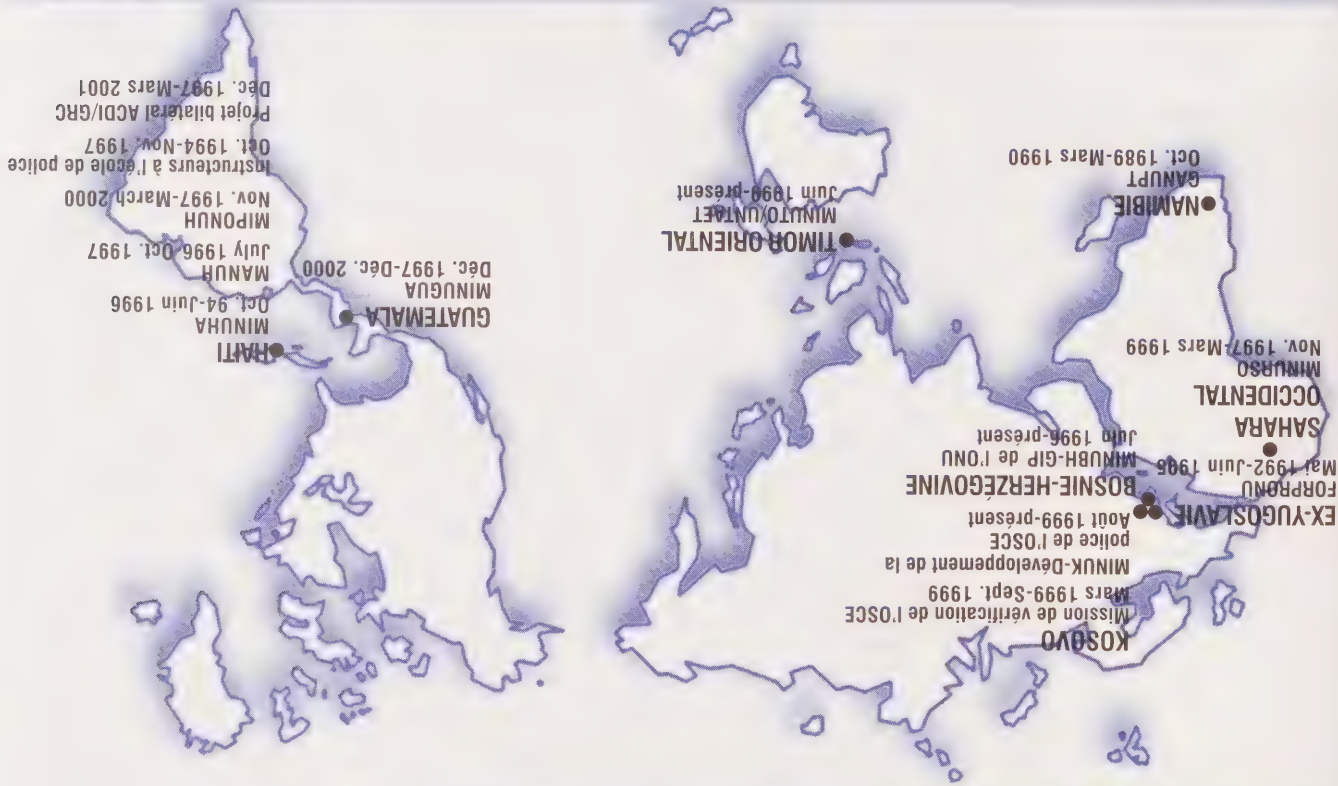 KOSOVO
Mission de vérification de l'OSCE
Mars 1999-Sept. 1999
MINUK-Développement de la
police de l'OSCE
Août 1999-présent
BOSNIE-HERZÉGOVINE
MINUBH-GIP de l'ONU
Juin 1996-présent
EX-YUGOSLAVIE
FORPRONU
Mai 1992-Juin 1995
SAHARA
OCCIDENTAL
MINURSO
Nov. 1997-Mars 1999
NAMIBIE
GANUPT
Oct. 1989-Mars 1990
TIMOR ORIENTAL
MINUTO/UNTAET
Juin 1999-présent
GUATEMALA
MINUGUA
Déc. 1997-Déc. 2000
HAITI
MINUHA
Oct. 94-Juin 1996
MANUH
July 1996-Oct. 1997
MIPONUH
Nov. 1997-March 2000
Instructeurs à l'école de police
Oct. 1994-Nov. 1997
Projet bilatéral ACDI/GRC
Déc. 1997-Mars 2001